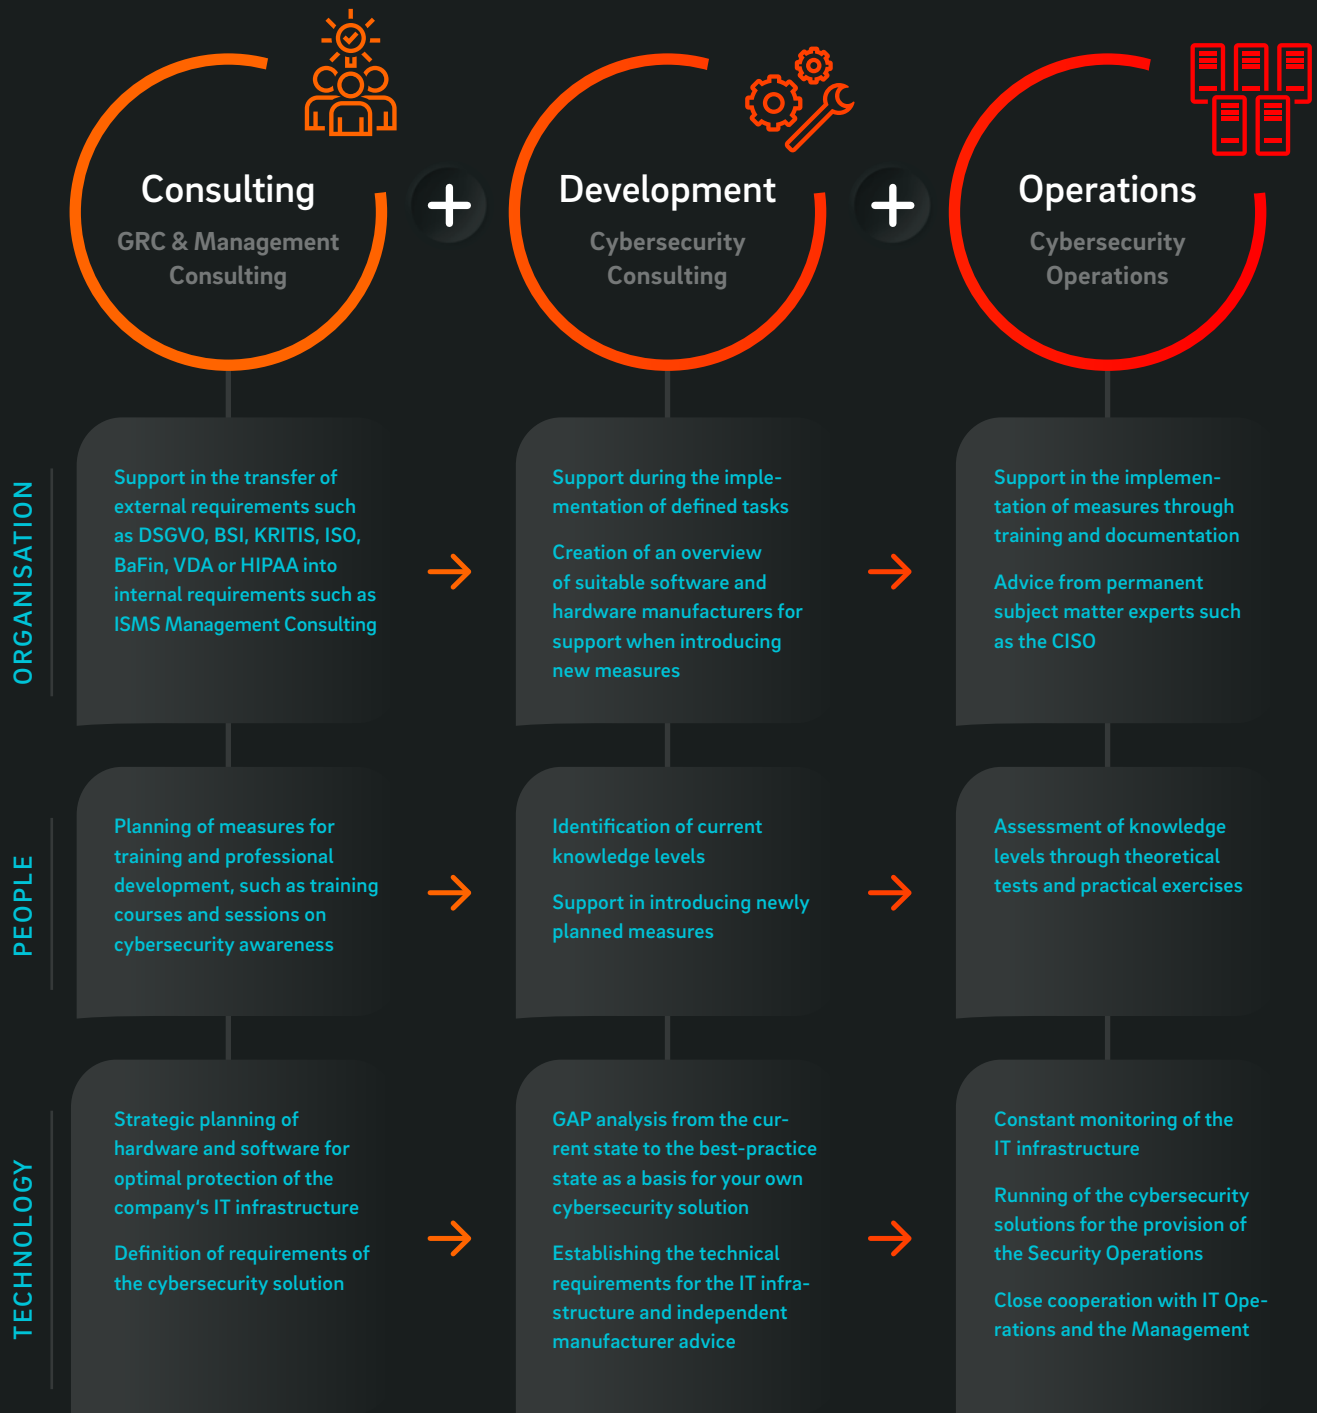 Consulting
GRC & Management
Consulting
Development
Cybersecurity
Consulting
Operations
Cybersecurity
Operations
ORGANISATION
Support in the transfer of
external requirements such
as DSGVO, BSI, KRITIS, ISO,
BaFin, VDA or HIPAA into
internal requirements such as
ISMS Management Consulting
Support during the imple-
mentation of defined tasks
Creation of an overview
of suitable software and
hardware manufacturers for
support when introducing
new measures
Support in the implemen-
tation of measures through
training and documentation
Advice from permanent
subject matter experts such
as the CISO
PEOPLE
Planning of measures for
training and professional
development, such as training
courses and sessions on
cybersecurity awareness
Identification of current
knowledge levels
Support in introducing newly
planned measures
Assessment of knowledge
levels through theoretical
tests and practical exercises
TECHNOLOGY
Strategic planning of
hardware and software for
optimal protection of the
company‘s IT infrastructure
Definition of requirements of
the cybersecurity solution
GAP analysis from the cur-
rent state to the best-practice
state as a basis for your own
cybersecurity solution
Establishing the technical
requirements for the IT infra-
structure and independent
manufacturer advice
Constant monitoring of the
IT infrastructure
Running of the cybersecurity
solutions for the provision of
the Security Operations
Close cooperation with IT Ope-
rations and the Management